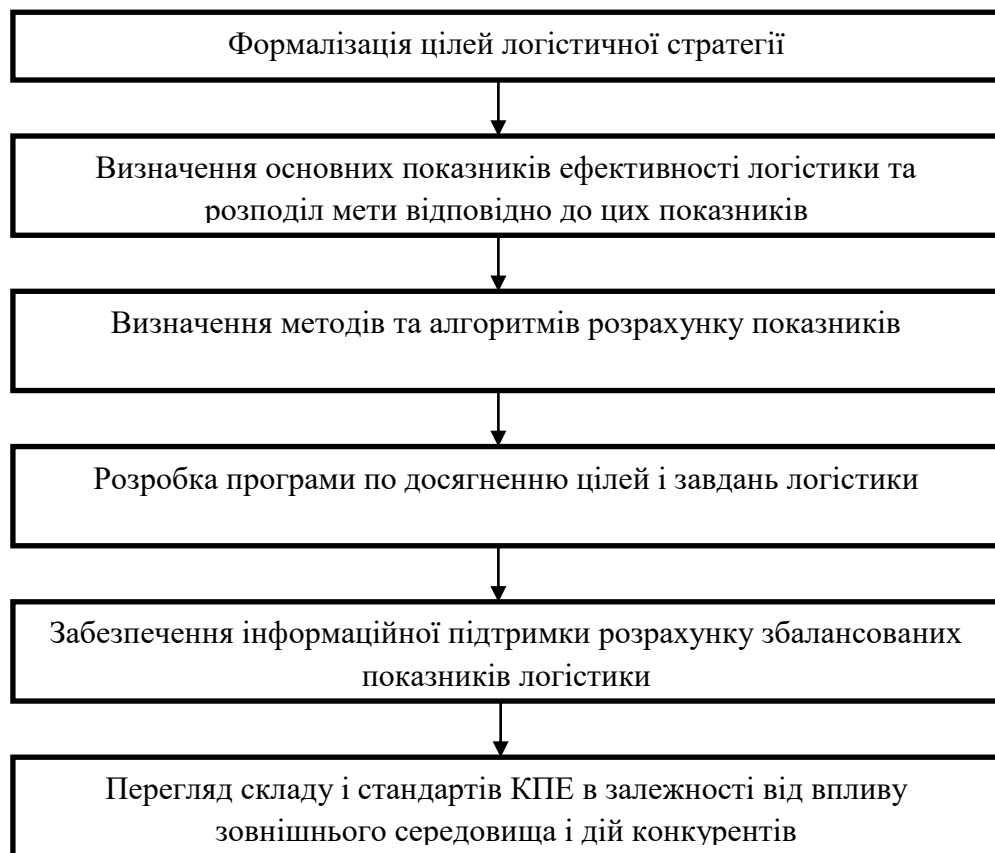 Формалізація цілей логістичної стратегії
Визначення основних показників ефективності логістики та
розподіл мети відповідно до цих показників
Визначення методів та алгоритмів розрахунку показників
Розробка програми по досягненню цілей і завдань логістики
Забезпечення інформаційної підтримки розрахунку збалансованих
показників логістики
Перегляд складу і стандартів КПЕ в залежності від впливу
зовнішнього середовища і дій конкурентів